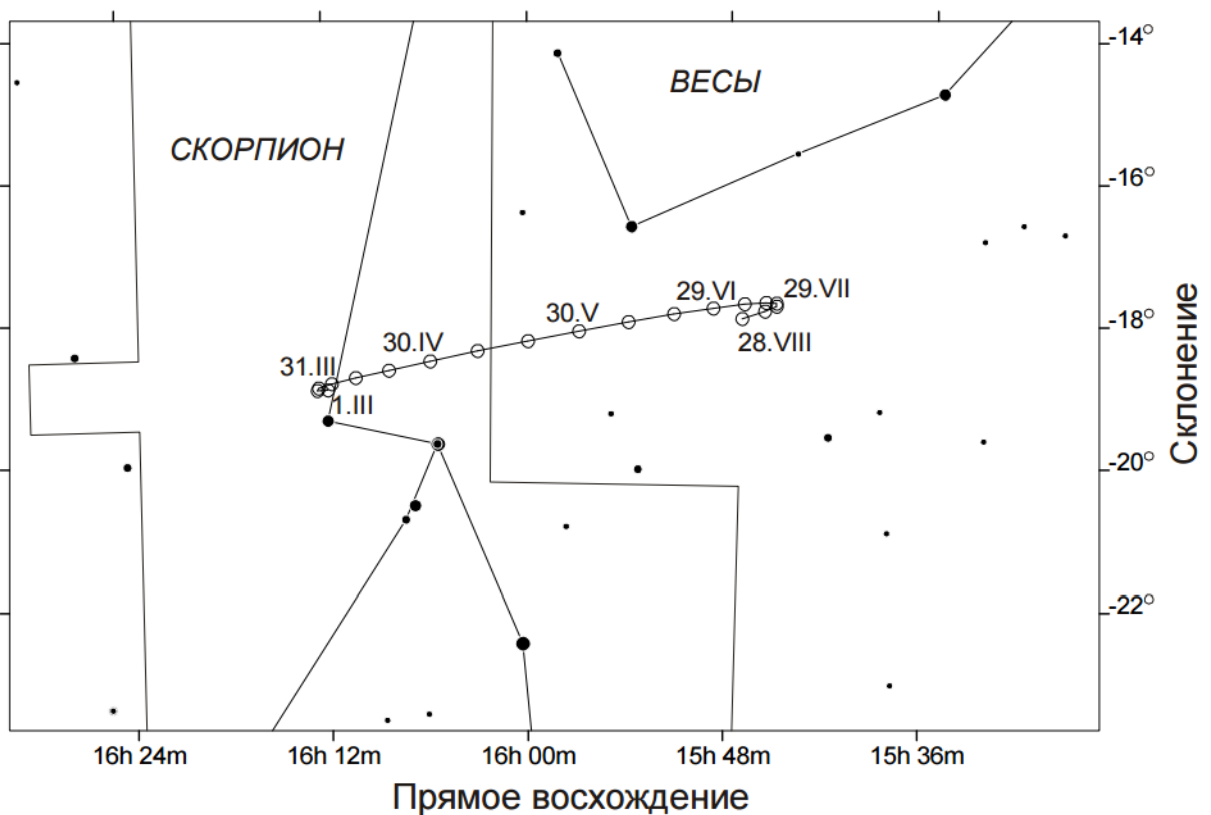 -14°
ВЕСЫ
СКОРПИОН
-16°
29.VI
29.VII
30.V
-18°
30.IV
28.VIII
31.III
1.III
Склонение
-20°
-22°
16h 24m
16h 12m
16h 00m
15h 48m
15h 36m
Прямое восхождение